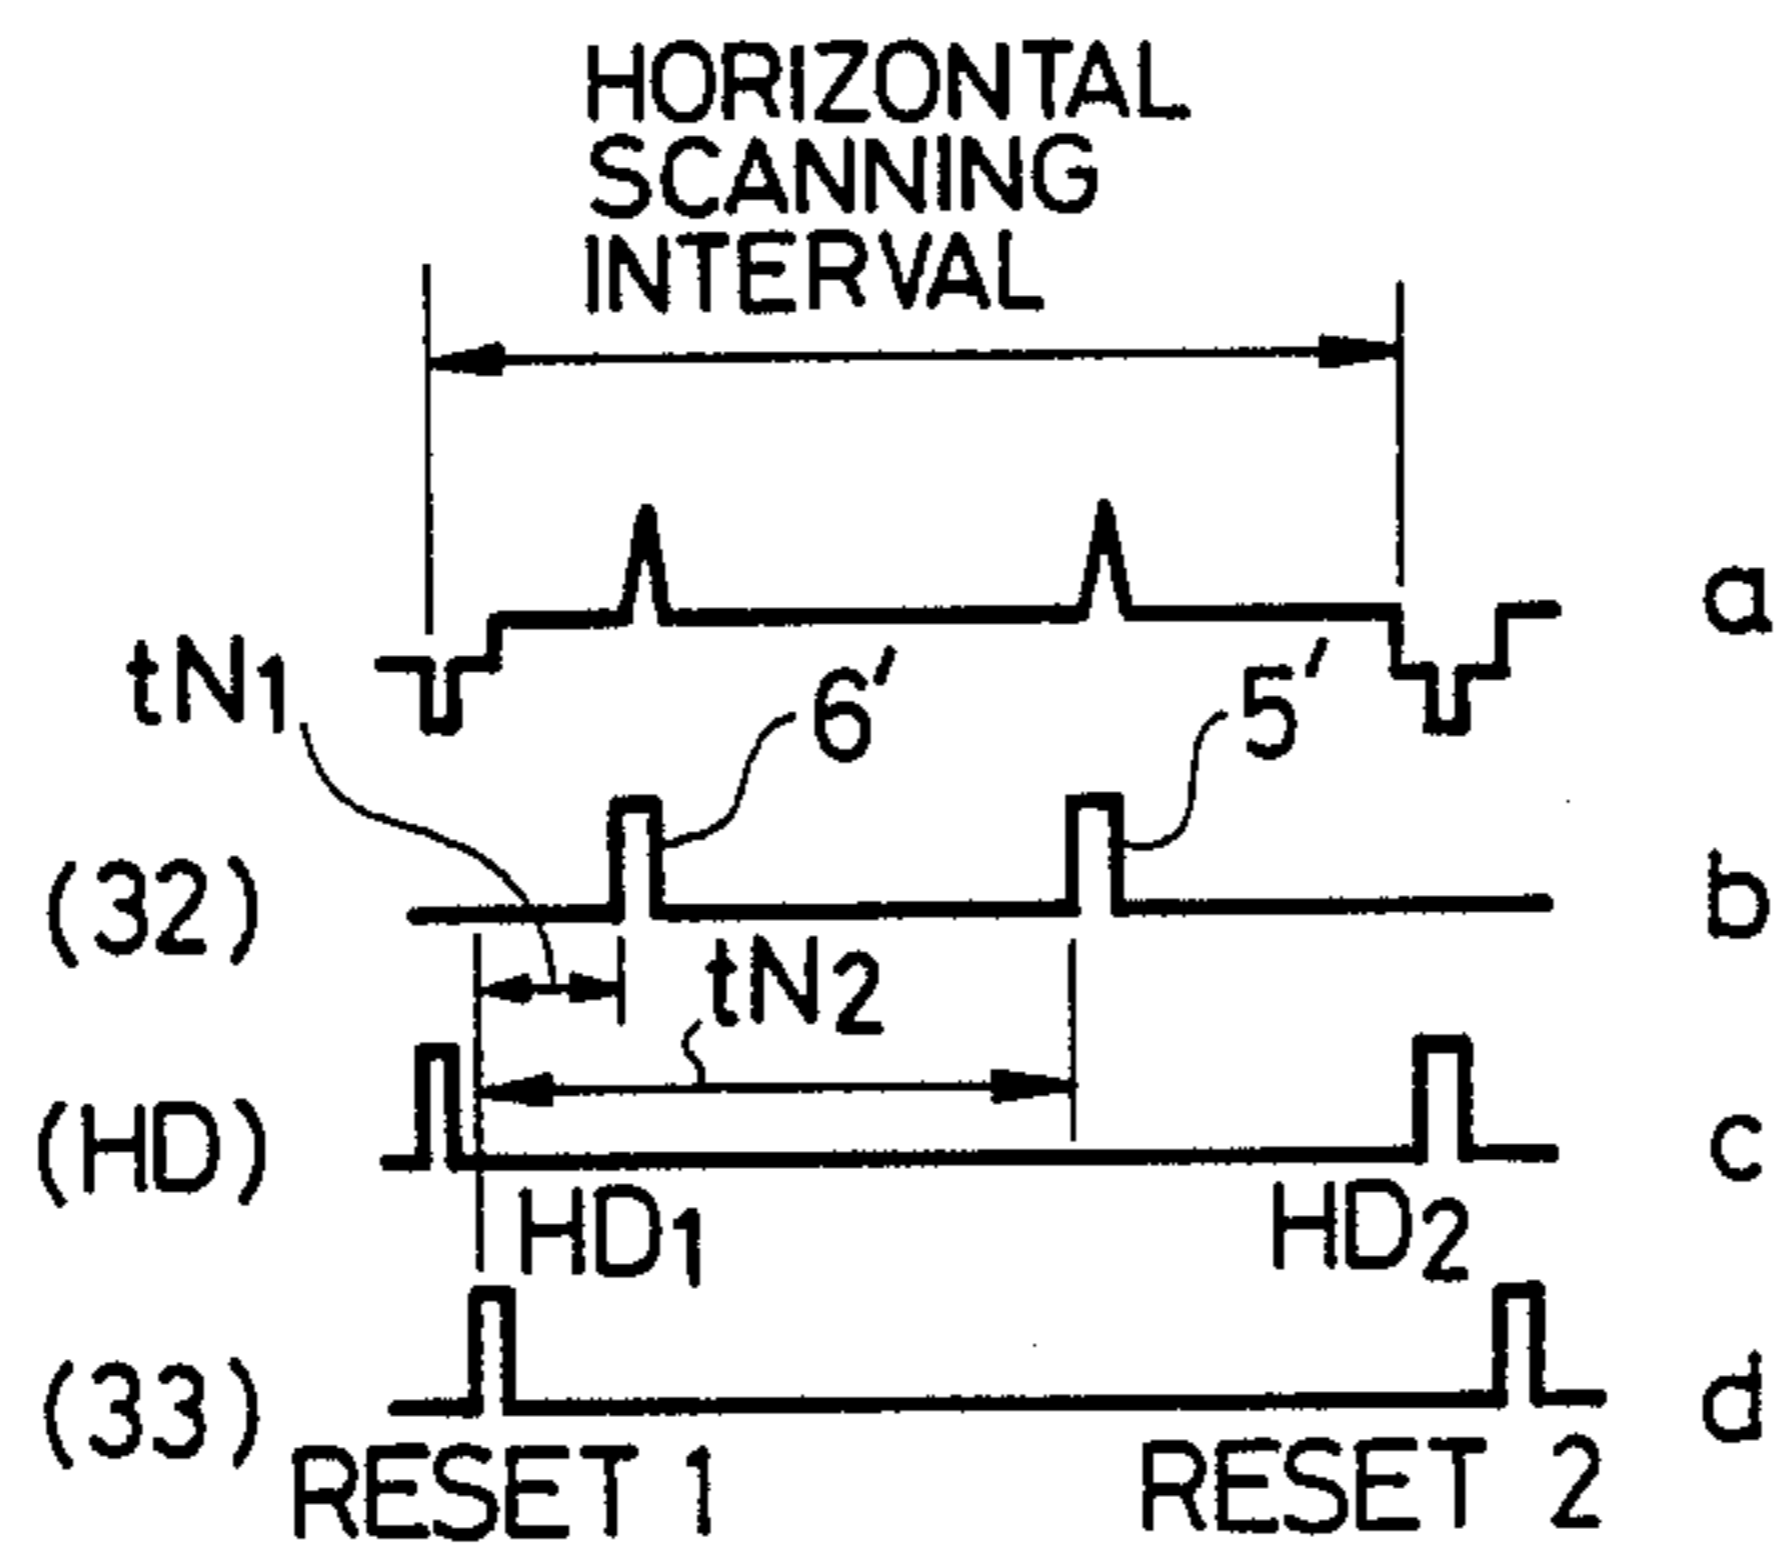 HORIZONTAL
SCANNING
INTERVAL
a
tN1
6′
5′
(32)
b
tN2
(HD)
c
HD1
HD2
(33)
d
RESET 1
RESET 2